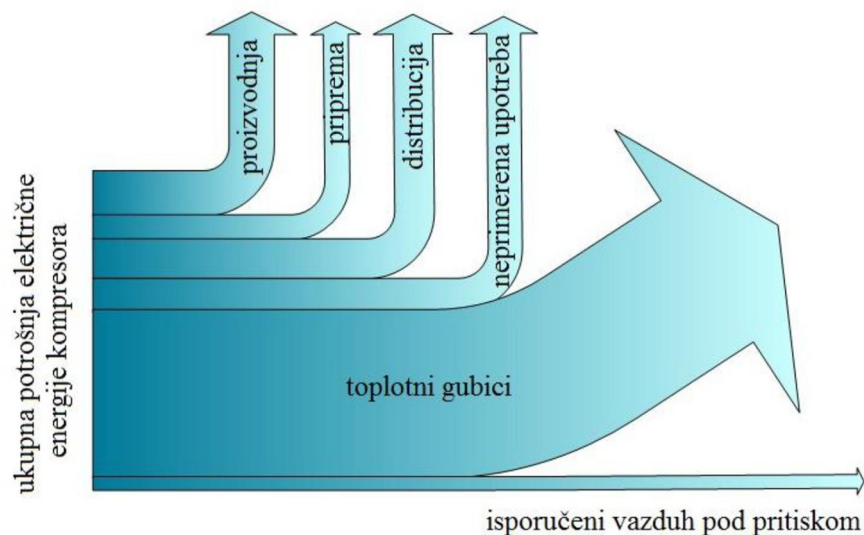 proizvodnja
priprema
distribucija
neprimerena upotreba
ukupna potrošnja električne
energije kompresora
toplotni gubici
isporučeni vazduh pod pritiskom